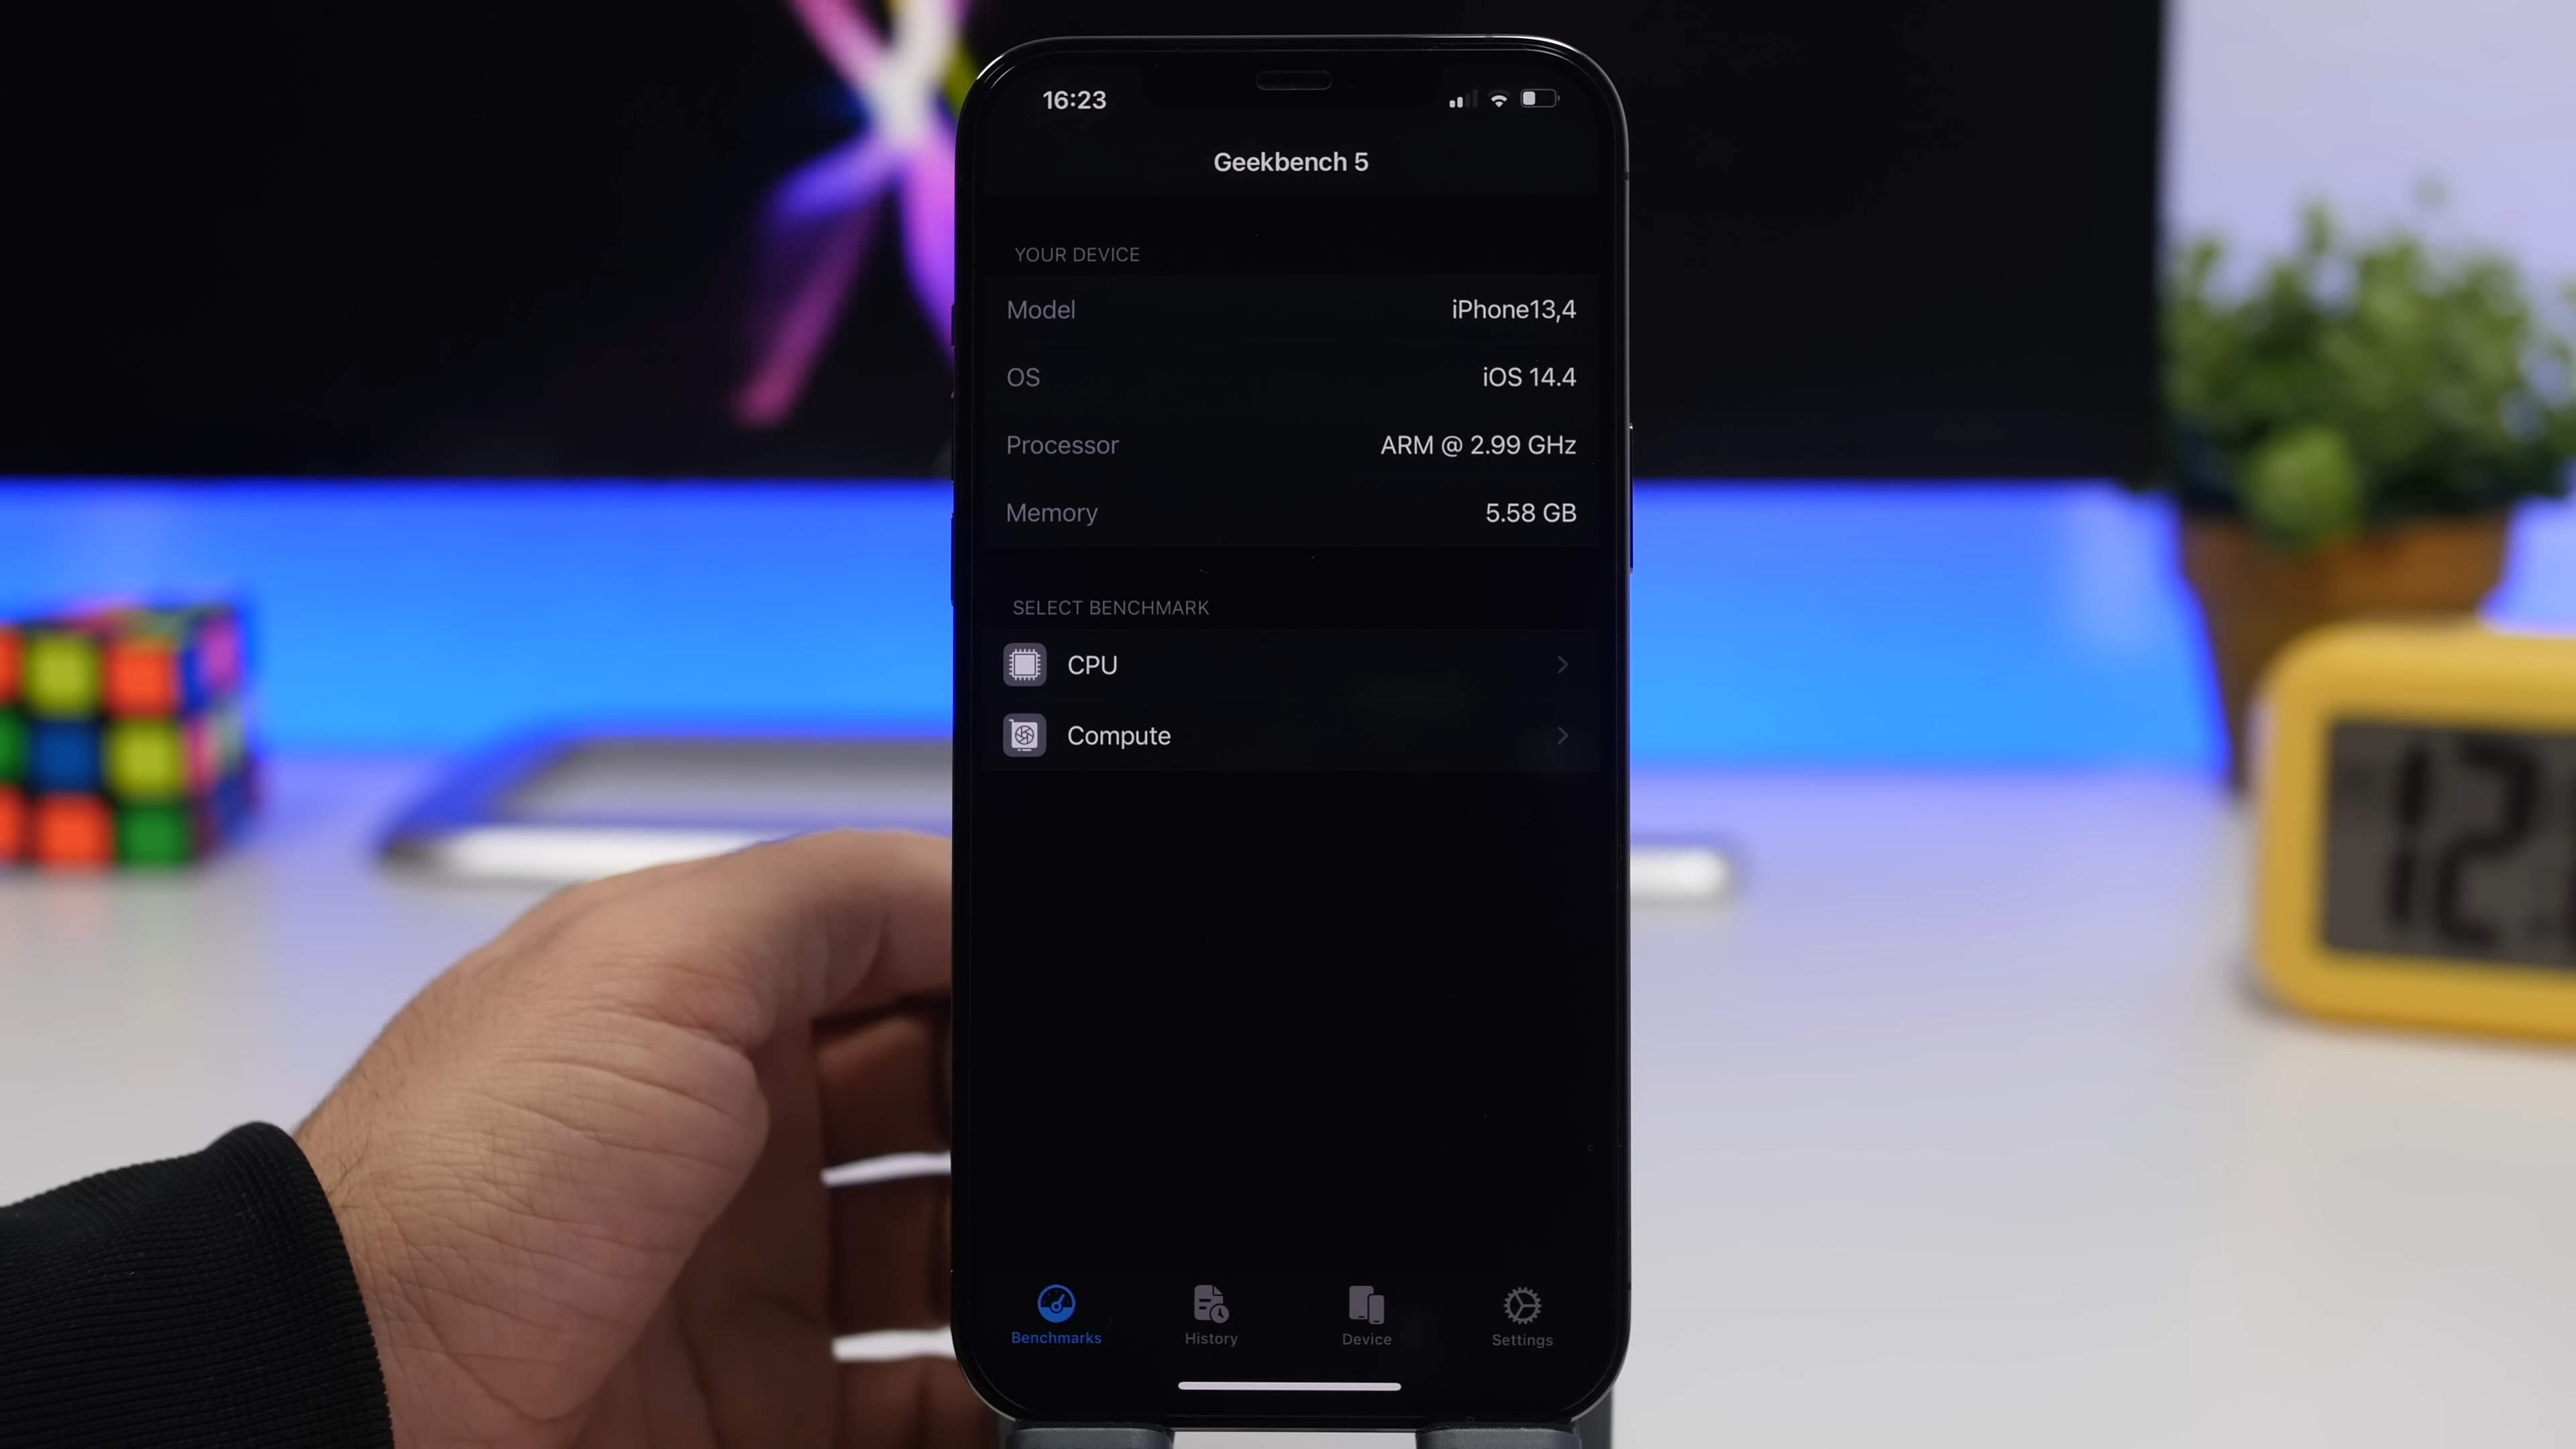 16:23
Geekbench 5
YOUR DEVICE
Model iPhone13,4
OS iOS 14.4
Processor ARM @ 2.99 GHz
Memory 5.58 GB
SELECT BENCHMARK
CPU
Compute
12:
Benchmarks History Device Settings